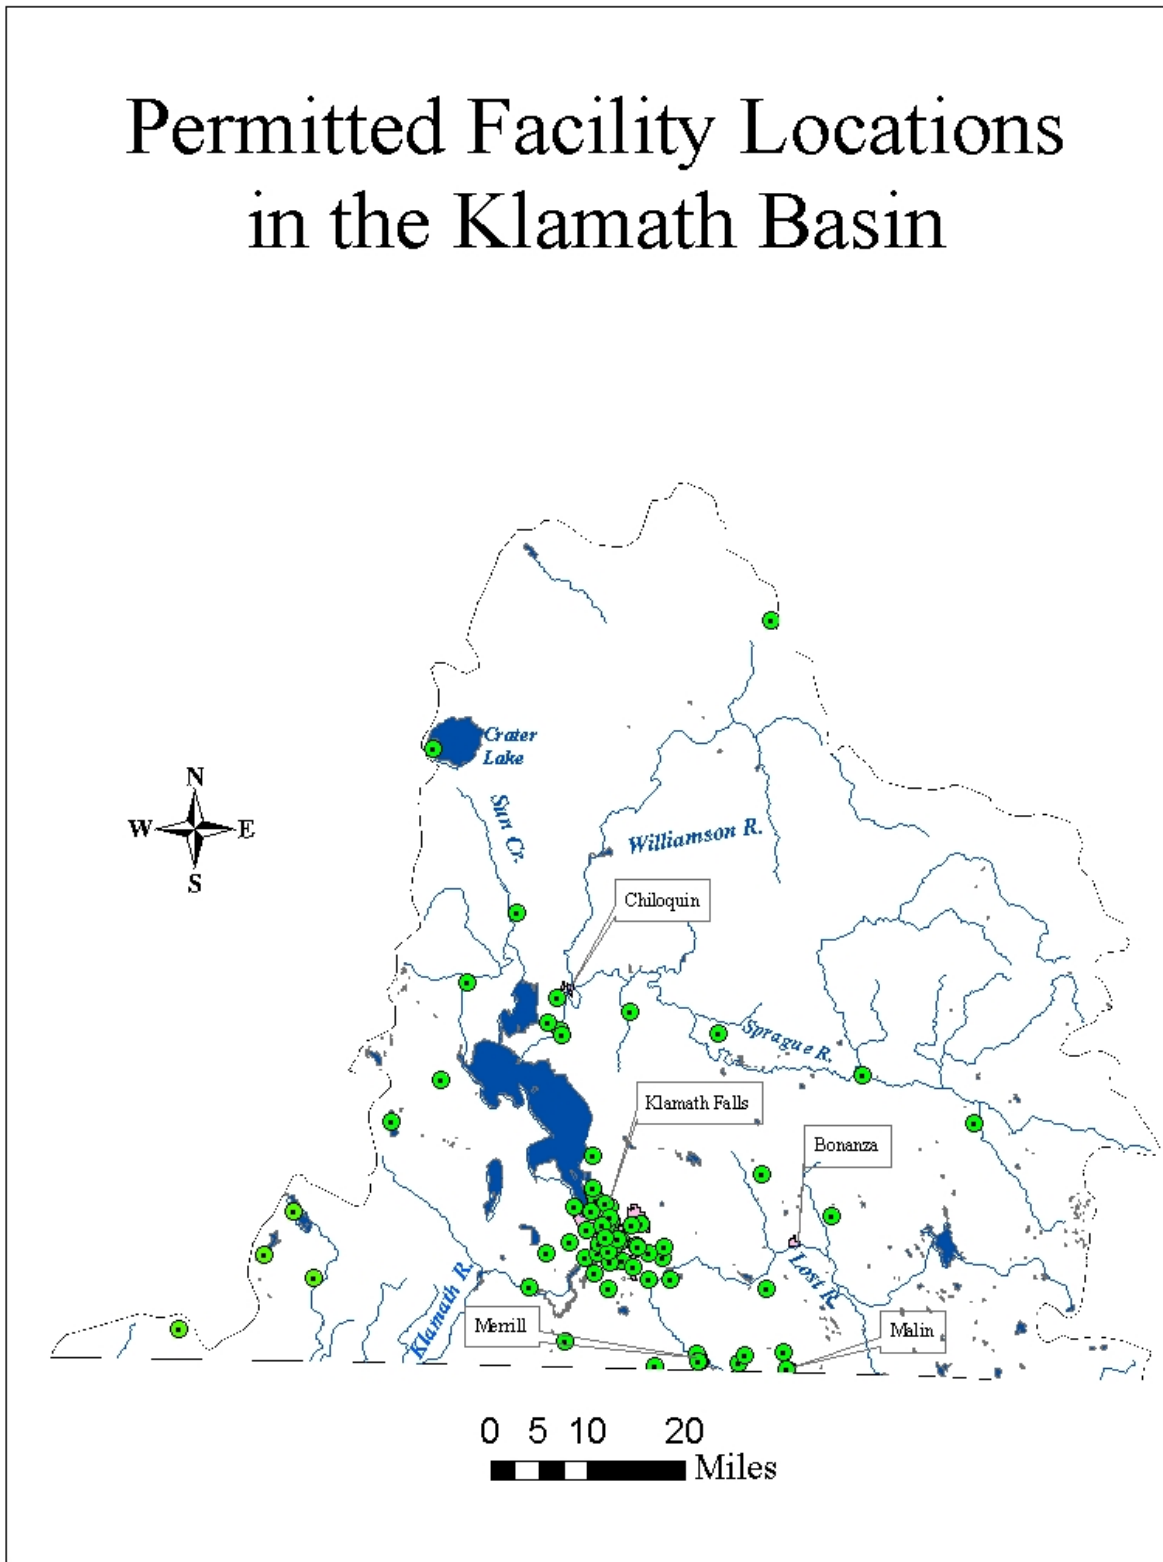 Permitted Facility Locations
in the Klamath Basin
Crater
Lake
N
W E
S
Sun Cr.
Williamson R.
Chiloquin
Sprague R.
Klamath Falls
Bonanza
Lost R.
Klamath R.
Merrill
Malin
0 5 10 20
Miles